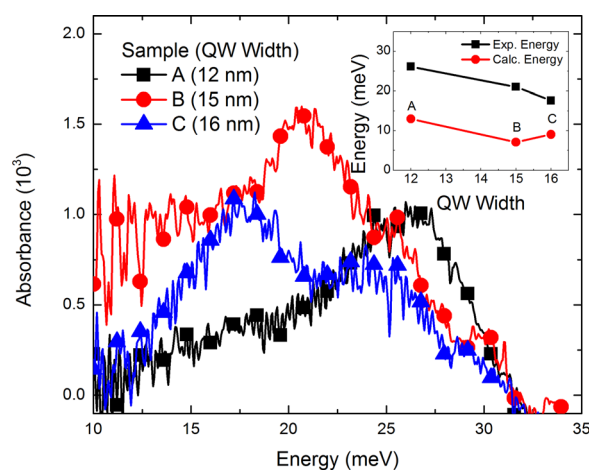 2.0
1.5
1.0
0.5
0.0
Absorbance (10³)
10 15 20 25 30 35
Energy (meV)
Sample (QW Width)
A (12 nm)
B (15 nm)
C (16 nm)
Exp. Energy
Calc. Energy
30
20
10
0
Energy (meV)
A
B
C
12 13 14 15 16
QW Width